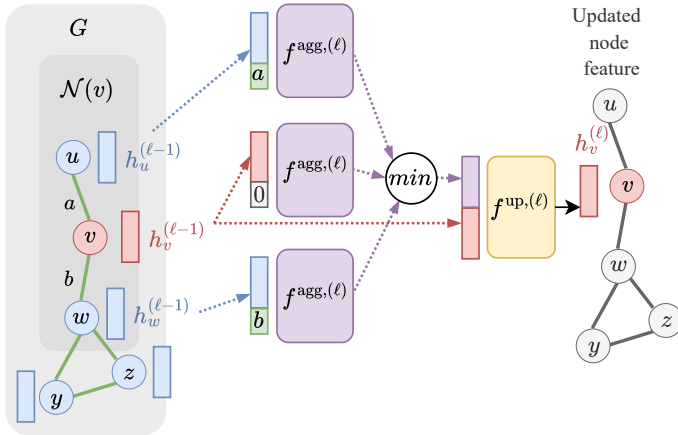 G
𝒩(v)
u
h_u^{(ℓ−1)}
a
v
h_v^{(ℓ−1)}
b
w
h_w^{(ℓ−1)}
z
y
a
f^{agg,(ℓ)}
0
f^{agg,(ℓ)}
b
f^{agg,(ℓ)}
min
f^{up,(ℓ)}
Updated
node
feature
u
h_v^{(ℓ)}
v
w
z
y